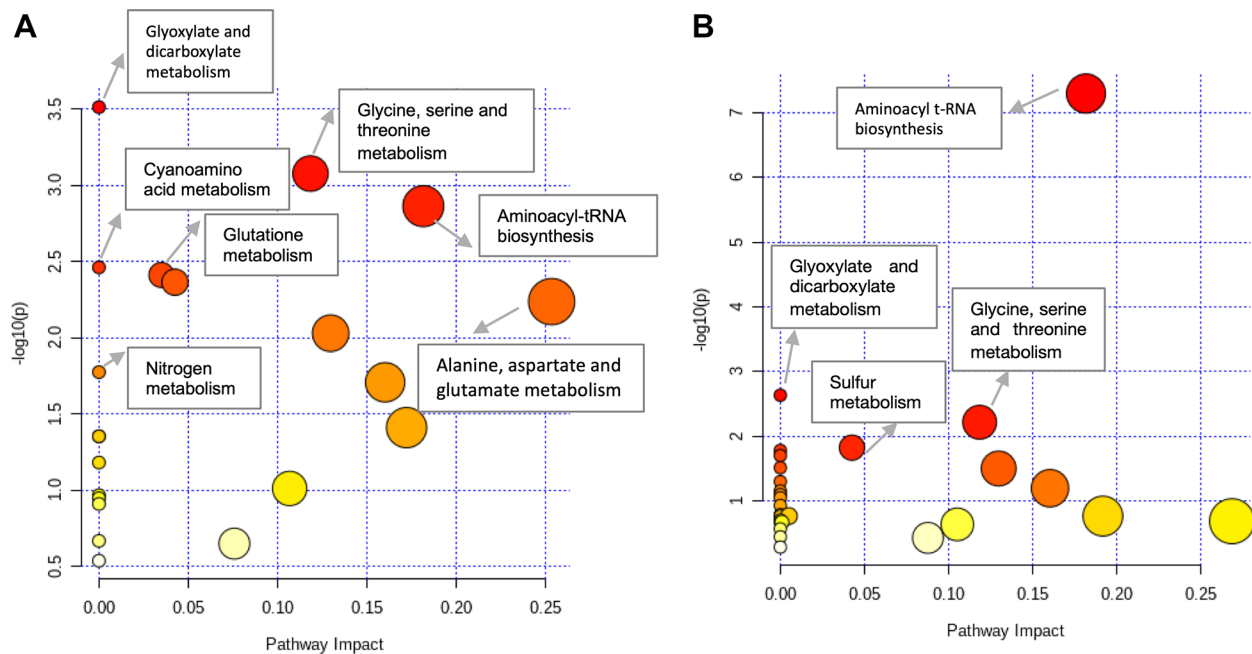 A
Glyoxylate and
dicarboxylate
metabolism
Glycine, serine and
threonine
metabolism
Cyanoamino
acid metabolism
Glutatione
metabolism
Aminoacyl-tRNA
biosynthesis
Nitrogen
metabolism
Alanine, aspartate and
glutamate metabolism
3.5
3.0
2.5
2.0
1.5
1.0
0.5
-log10(p)
0.00 0.05 0.10 0.15 0.20 0.25
Pathway Impact
B
Aminoacyl t-RNA
biosynthesis
Glyoxylate and
dicarboxylate
metabolism
Glycine, serine
and threonine
metabolism
Sulfur
metabolism
7
6
5
4
3
2
1
-log10(p)
0.00 0.05 0.10 0.15 0.20 0.25
Pathway Impact